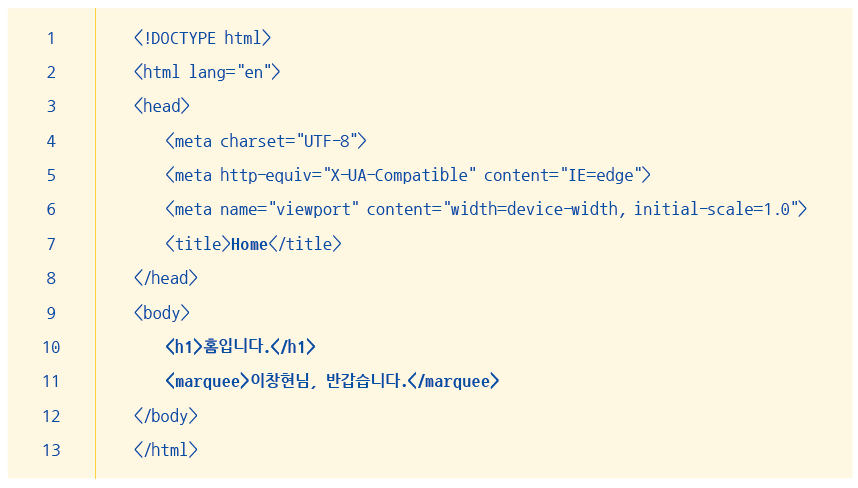 1 <!DOCTYPE html>
2 <html lang="en">
3 <head>
4 <meta charset="UTF-8">
5 <meta http-equiv="X-UA-Compatible" content="IE=edge">
6 <meta name="viewport" content="width=device-width, initial-scale=1.0">
7 <title>Home</title>
8 </head>
9 <body>
10 <h1>홈입니다.</h1>
11 <marquee>이창현님, 반갑습니다.</marquee>
12 </body>
13 </html>